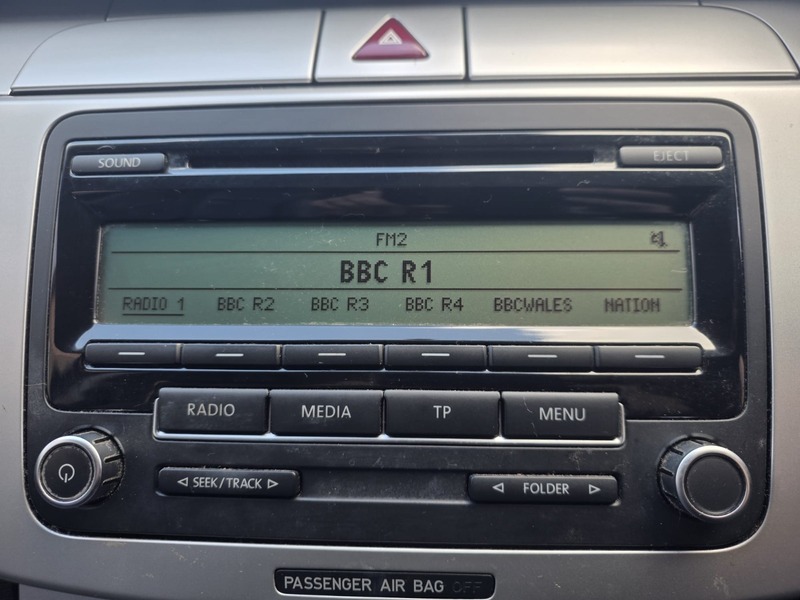 SOUND EJECT
FM2
BBC R1
RADIO 1 BBC R2 BBC R3 BBC R4 BBCWALES NATION
RADIO MEDIA TP MENU
SEEK/TRACK FOLDER
PASSENGER AIR BAG OFF